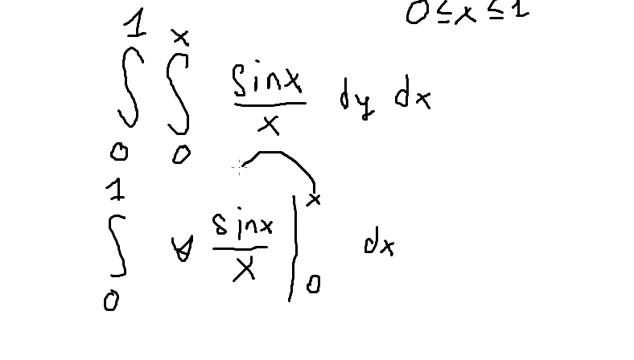 0 ≤ x ≤ 1
∫₀¹ ∫₀ˣ sinx/x dy dx
∫₀¹ y sinx/x |₀ˣ dx